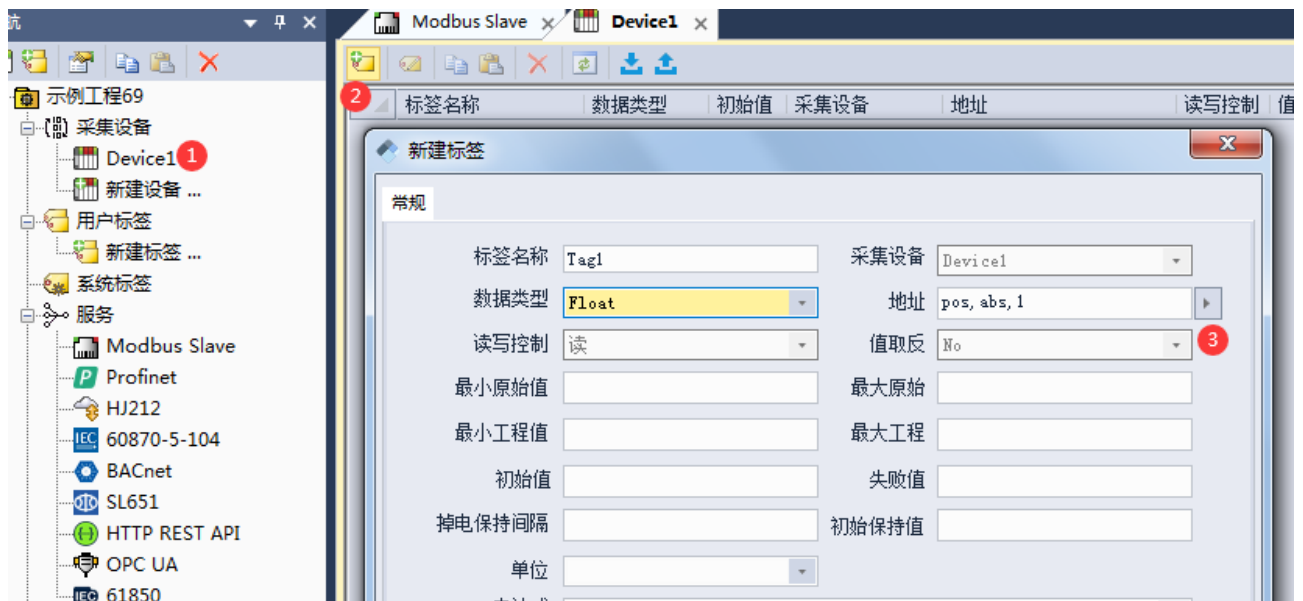 航
Modbus Slave
Device1
示例工程69
采集设备
Device1
1
新建设备 ...
用户标签
新建标签 ...
系统标签
服务
Modbus Slave
Profinet
HJ212
IEC 60870-5-104
BACnet
SL651
HTTP REST API
OPC UA
IEC 61850
2
标签名称 数据类型 初始值 采集设备 地址 读写控制 值
新建标签
常规
标签名称 Tag1 采集设备 Device1
数据类型 Float 地址 pos, abs, 1
读写控制 读 值取反 No
3
最小原始值 最大原始
最小工程值 最大工程
初始值 失败值
掉电保持间隔 初始保持值
单位